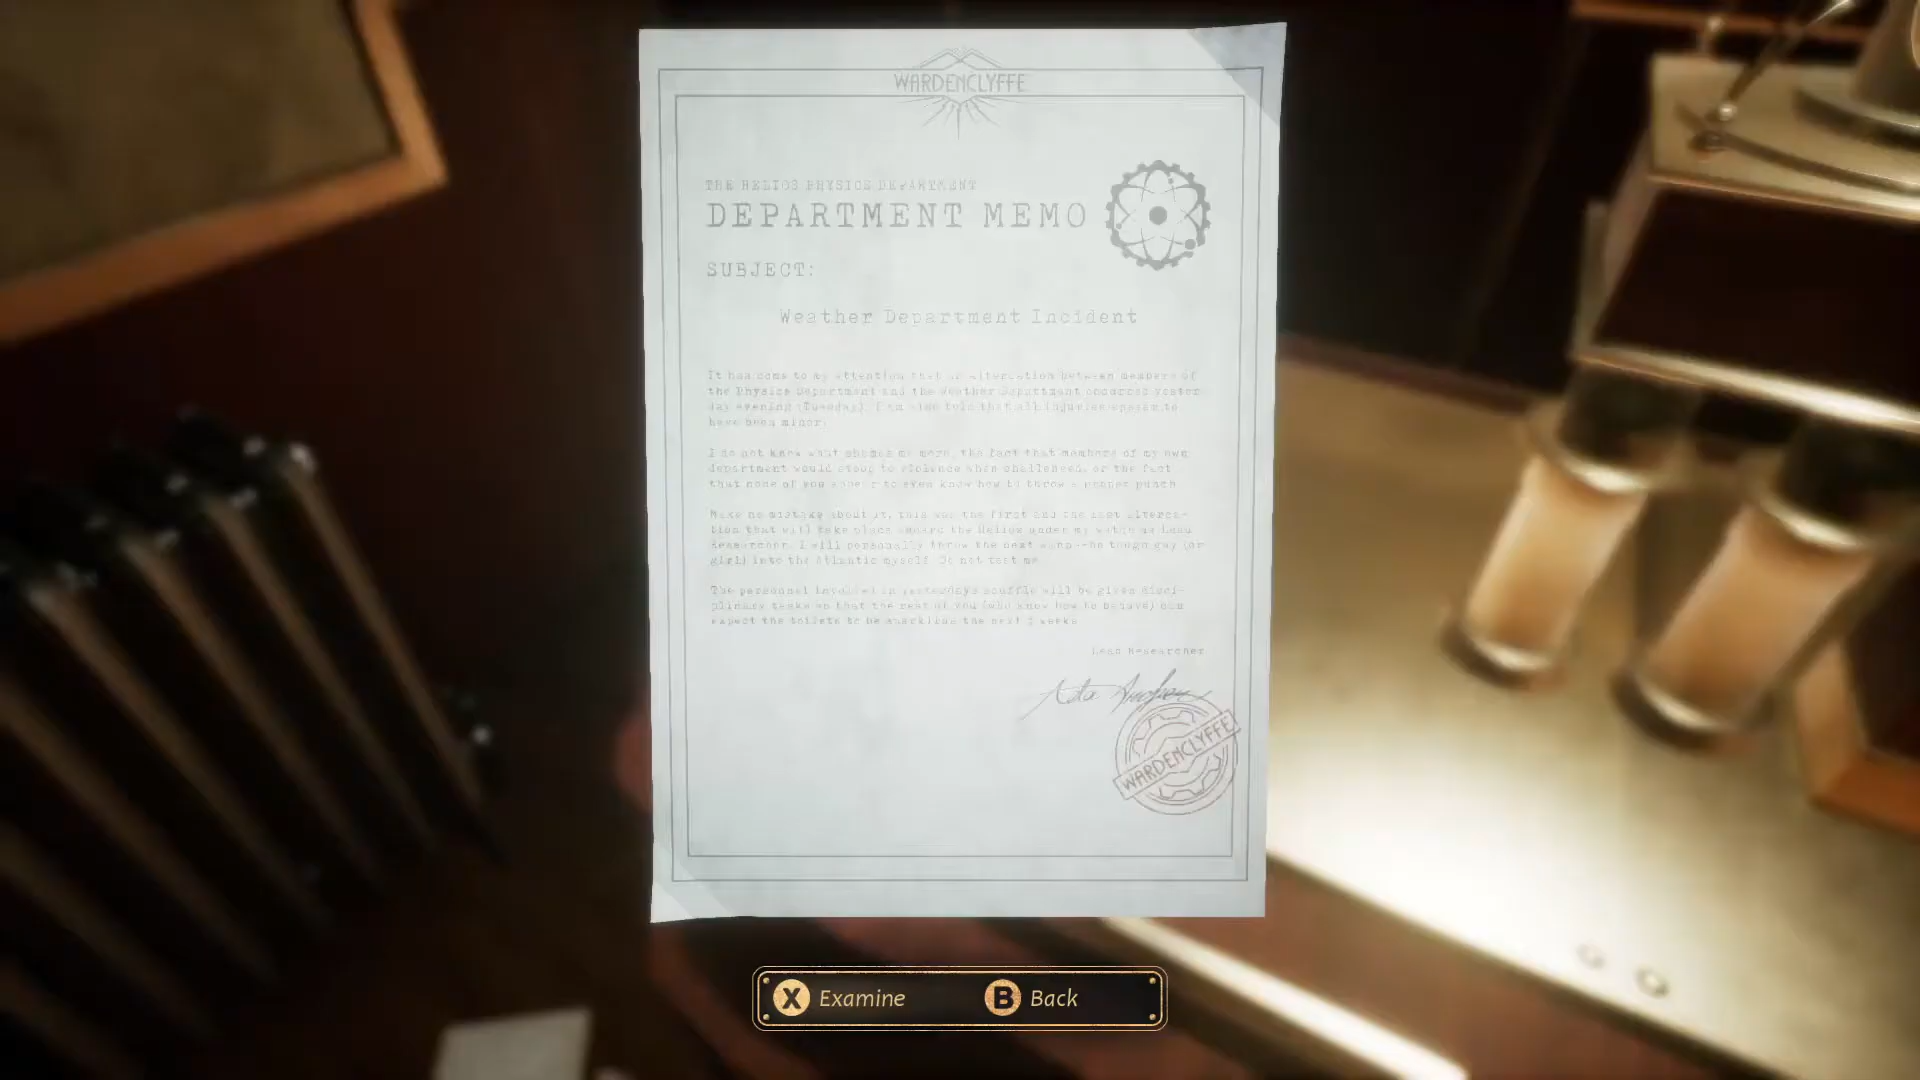 WARDENCLYFFE
THE HELIOS PHYSICS DEPARTMENT
DEPARTMENT MEMO
SUBJECT:
Weather Department Incident
It has come to my attention that an altercation between members of
the Physics Department and the Weather Department occured yester-
day evening (Tuesday). I am also told that all injuries appear to
have been minor.
I do not know what shames me more, the fact that members of my own
department would stoop to violence when challenged, or the fact
that none of you appear to even know how to throw a proper punch.
Make no mistake about it, this was the first and the last alterca-
tion that will take place aboard the Helios under my watch as Lead
Researcher. I will personally throw the next wanna-be tough guy (or
girl) into the Atlantic myself. Do not test me.
The personnel involved in yesterdays scuffle will be given disci-
plinary tasks so that the rest of you (who know how to behave) can
expect the toilets to be sparkling the next 3 weeks.
Lead Researcher
WARDENCLYFFE
X Examine
B Back